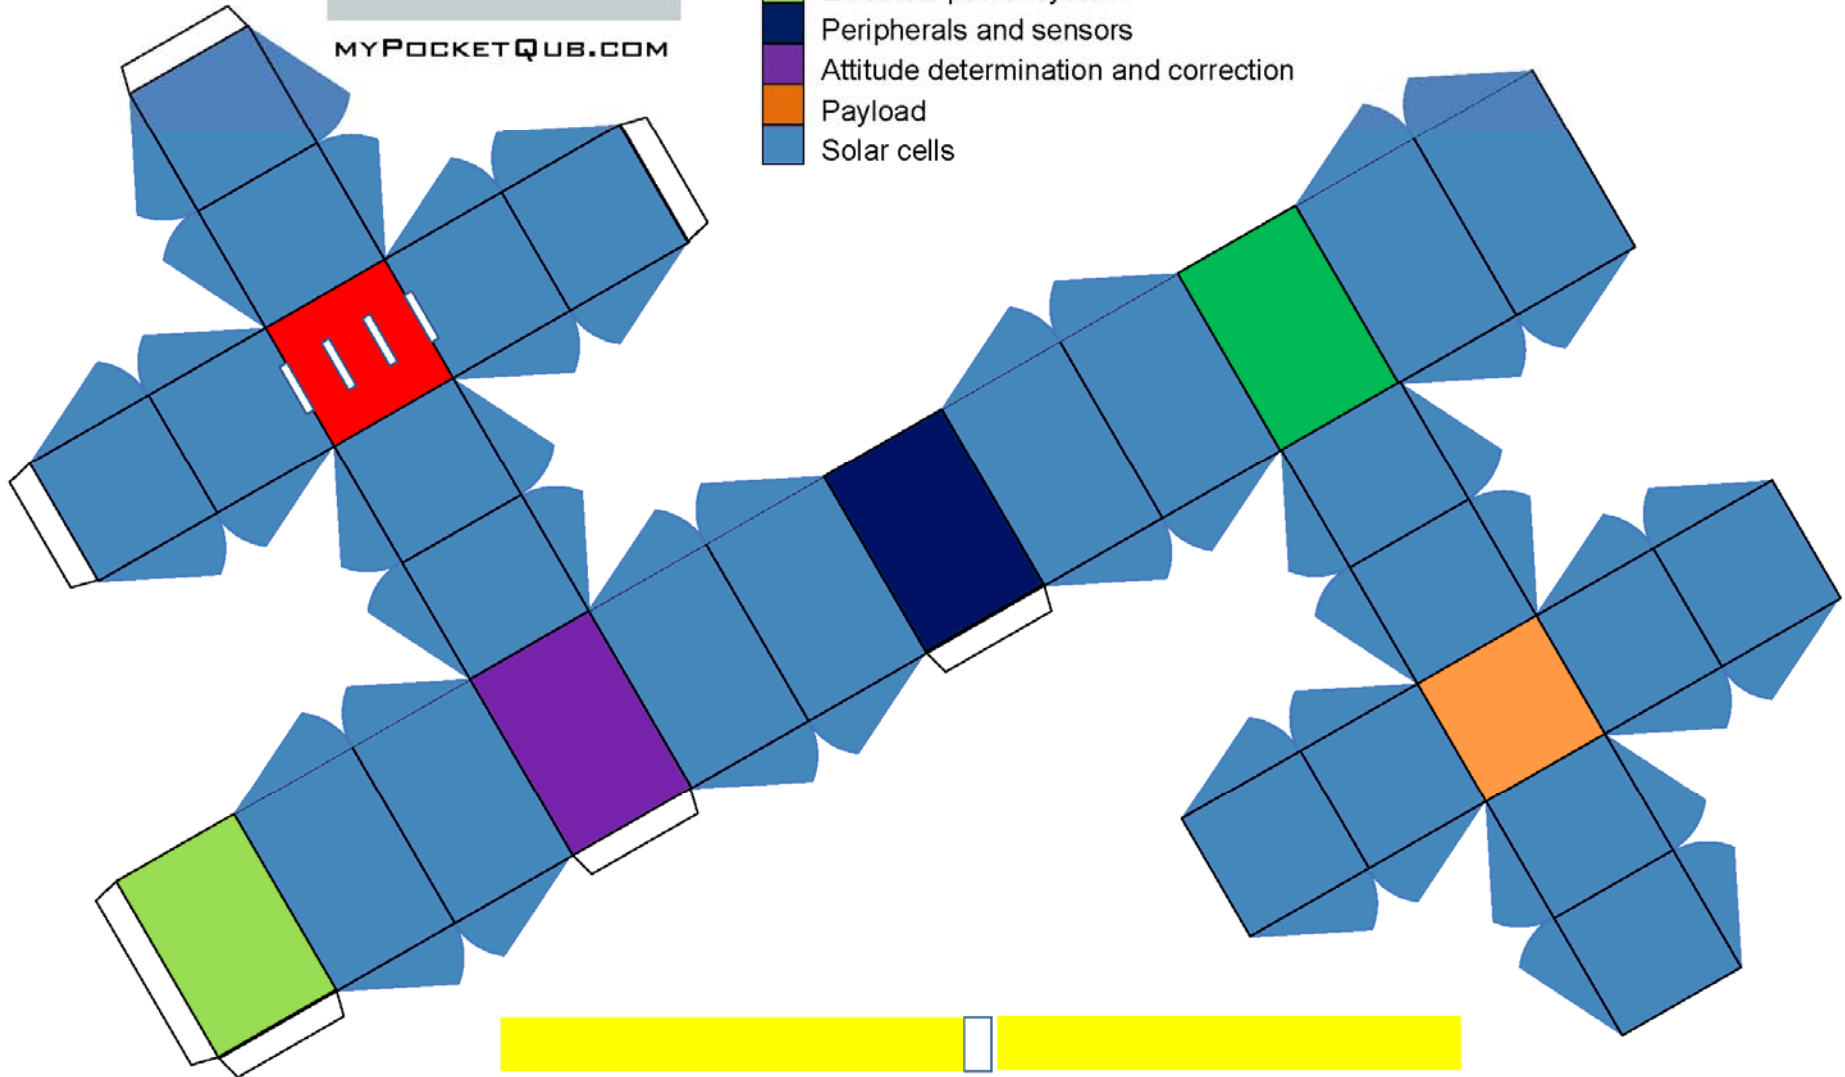 MYPOCKETQUB.COM
Peripherals and sensors
Attitude determination and correction
Payload
Solar cells